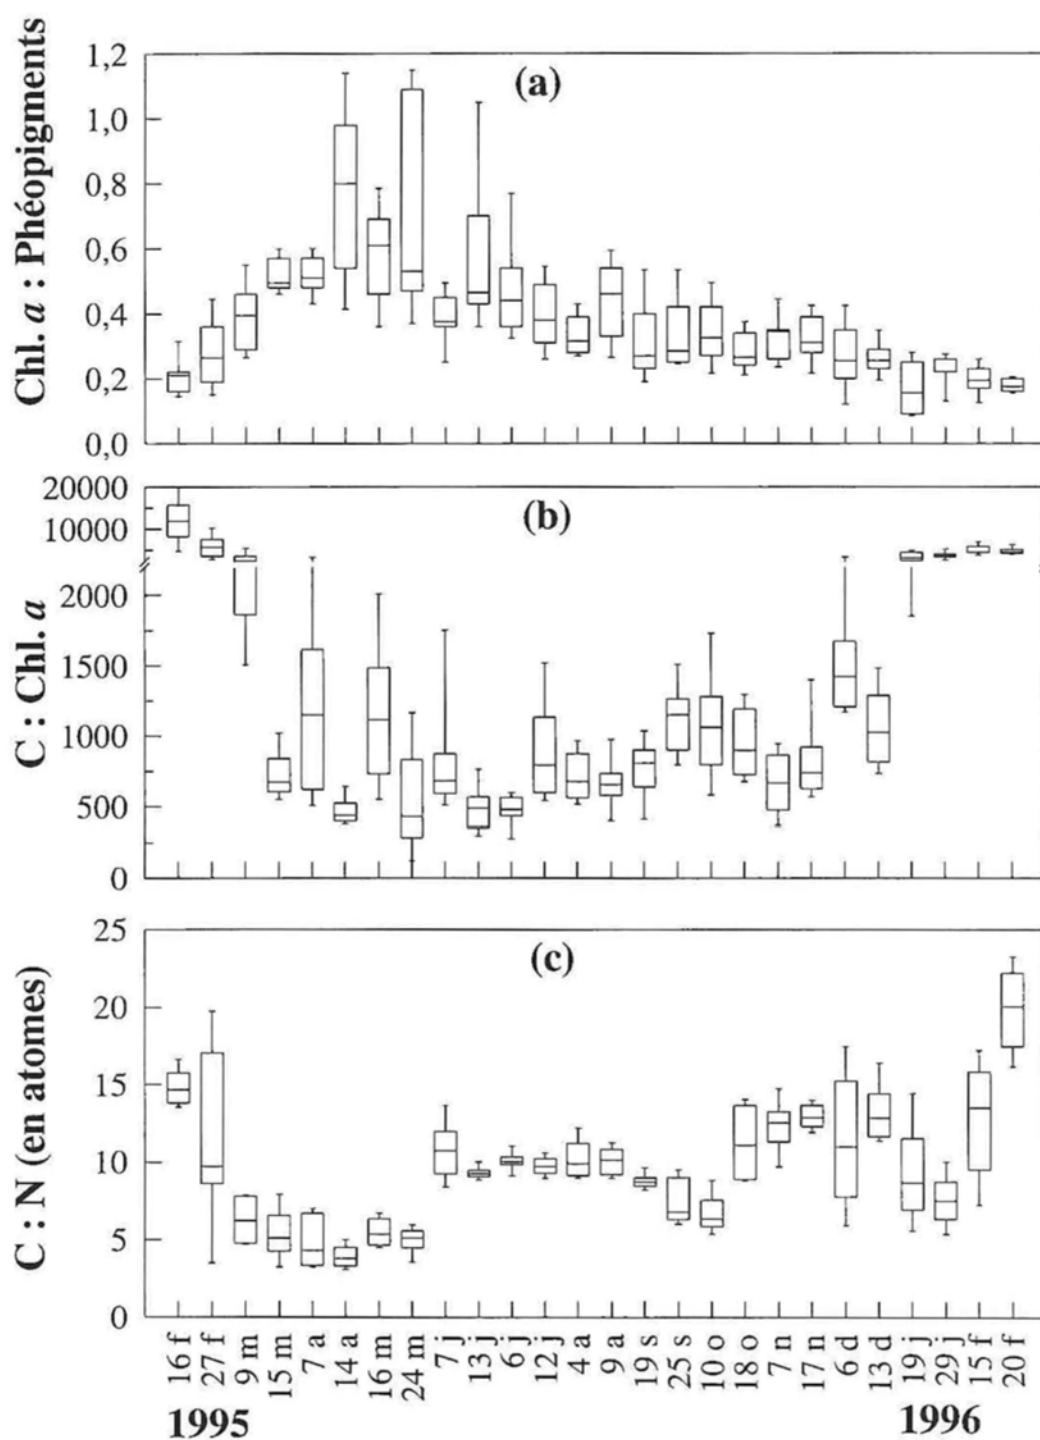 Chl. a : Phéopigments
(a)
1,2
1,0
0,8
0,6
0,4
0,2
0,0
C : Chl. a
(b)
20000
10000
2000
1500
1000
500
0
C : N (en atomes)
(c)
25
20
15
10
5
0
16 f
27 f
9 m
15 m
7 a
14 a
16 m
24 m
7 j
13 j
6 j
12 j
4 a
9 a
19 s
25 s
10 o
18 o
7 n
17 n
6 d
13 d
19 j
29 j
15 f
20 f
1995
1996